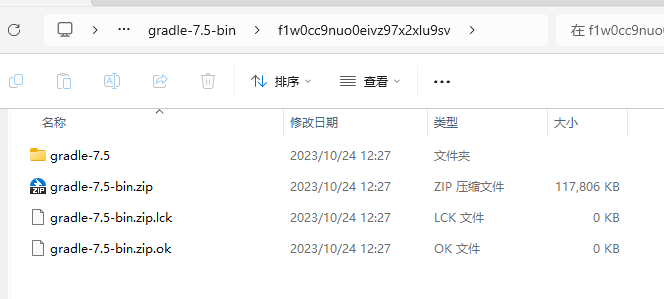 gradle-7.5-bin f1w0cc9nuo0eivz97x2xlu9sv 在 f1w0cc9nuo
排序 查看
名称 修改日期 类型 大小
gradle-7.5 2023/10/24 12:27 文件夹
ZIP gradle-7.5-bin.zip 2023/10/24 12:27 ZIP 压缩文件 117,806 KB
gradle-7.5-bin.zip.lck 2023/10/24 12:27 LCK 文件 0 KB
gradle-7.5-bin.zip.ok 2023/10/24 12:27 OK 文件 0 KB